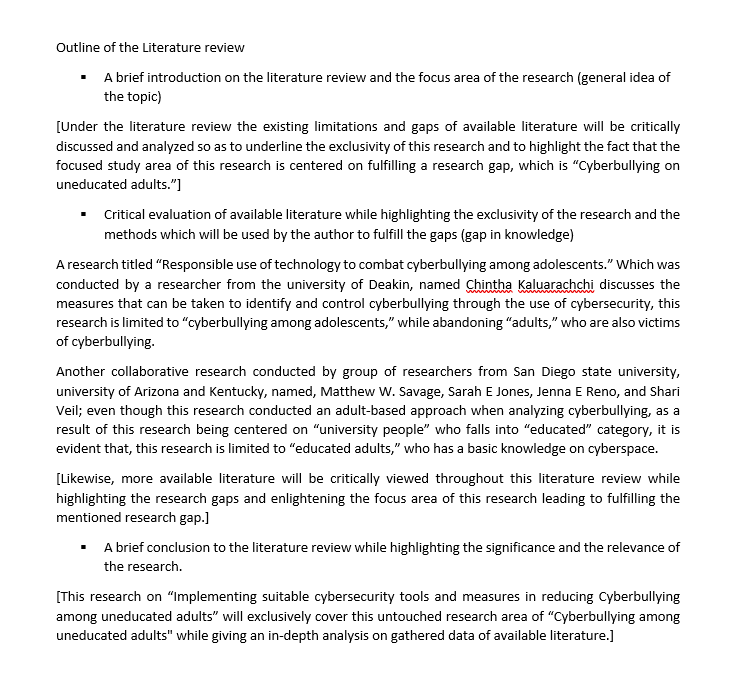 Outline of the Literature review
▪ A brief introduction on the literature review and the focus area of the research (general idea of
the topic)
[Under the literature review the existing limitations and gaps of available literature will be critically
discussed and analyzed so as to underline the exclusivity of this research and to highlight the fact that the
focused study area of this research is centered on fulfilling a research gap, which is “Cyberbullying on
uneducated adults.”]
▪ Critical evaluation of available literature while highlighting the exclusivity of the research and the
methods which will be used by the author to fulfill the gaps (gap in knowledge)
A research titled “Responsible use of technology to combat cyberbullying among adolescents.” Which was
conducted by a researcher from the university of Deakin, named Chintha Kaluarachchi discusses the
measures that can be taken to identify and control cyberbullying through the use of cybersecurity, this
research is limited to “cyberbullying among adolescents,” while abandoning “adults,” who are also victims
of cyberbullying.
Another collaborative research conducted by group of researchers from San Diego state university,
university of Arizona and Kentucky, named, Matthew W. Savage, Sarah E Jones, Jenna E Reno, and Shari
Veil; even though this research conducted an adult-based approach when analyzing cyberbullying, as a
result of this research being centered on “university people” who falls into “educated” category, it is
evident that, this research is limited to “educated adults,” who has a basic knowledge on cyberspace.
[Likewise, more available literature will be critically viewed throughout this literature review while
highlighting the research gaps and enlightening the focus area of this research leading to fulfilling the
mentioned research gap.]
▪ A brief conclusion to the literature review while highlighting the significance and the relevance of
the research.
[This research on “Implementing suitable cybersecurity tools and measures in reducing Cyberbullying
among uneducated adults” will exclusively cover this untouched research area of “Cyberbullying among
uneducated adults" while giving an in-depth analysis on gathered data of available literature.]